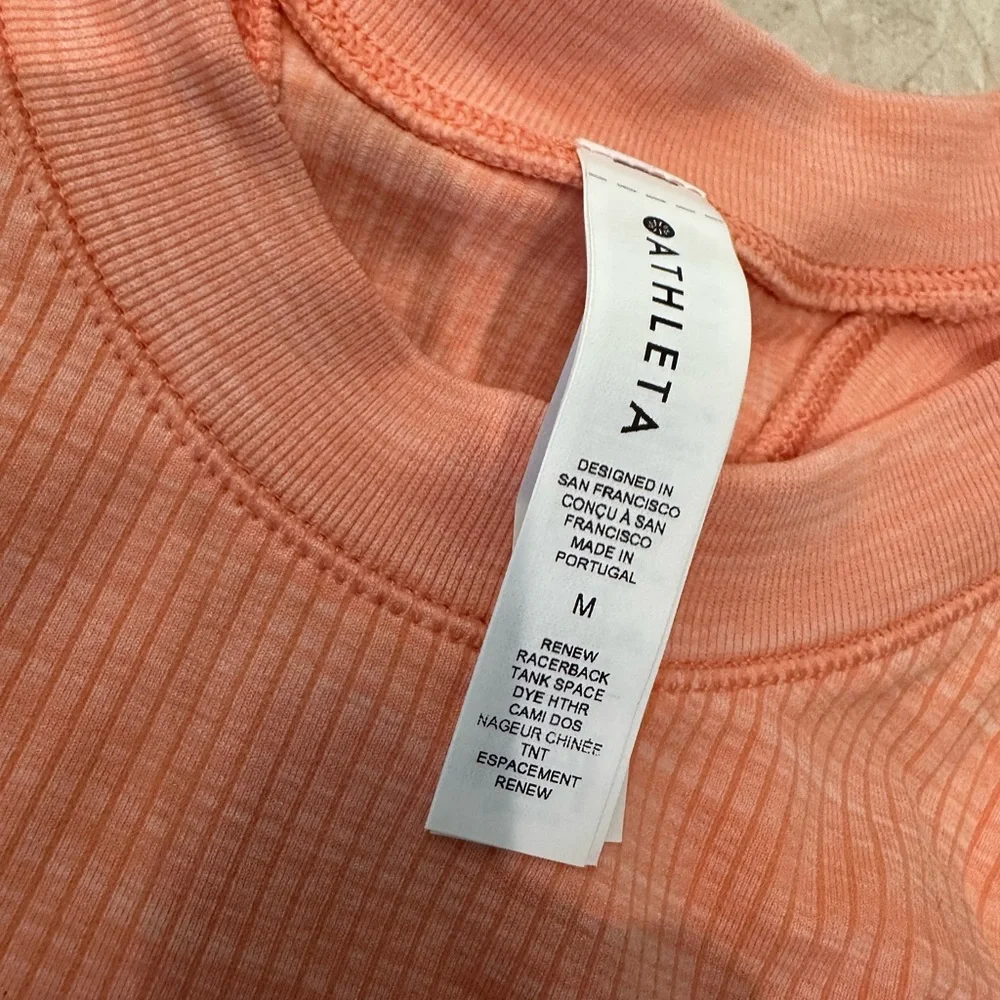 ATHLETA
DESIGNED IN
SAN FRANCISCO
CONÇU À SAN
FRANCISCO
MADE IN
PORTUGAL
M
RENEW
RACERBACK
TANK SPACE
DYE HTHR
CAMI DOS
NAGEUR CHINÉE
TNT
ESPACEMENT
RENEW